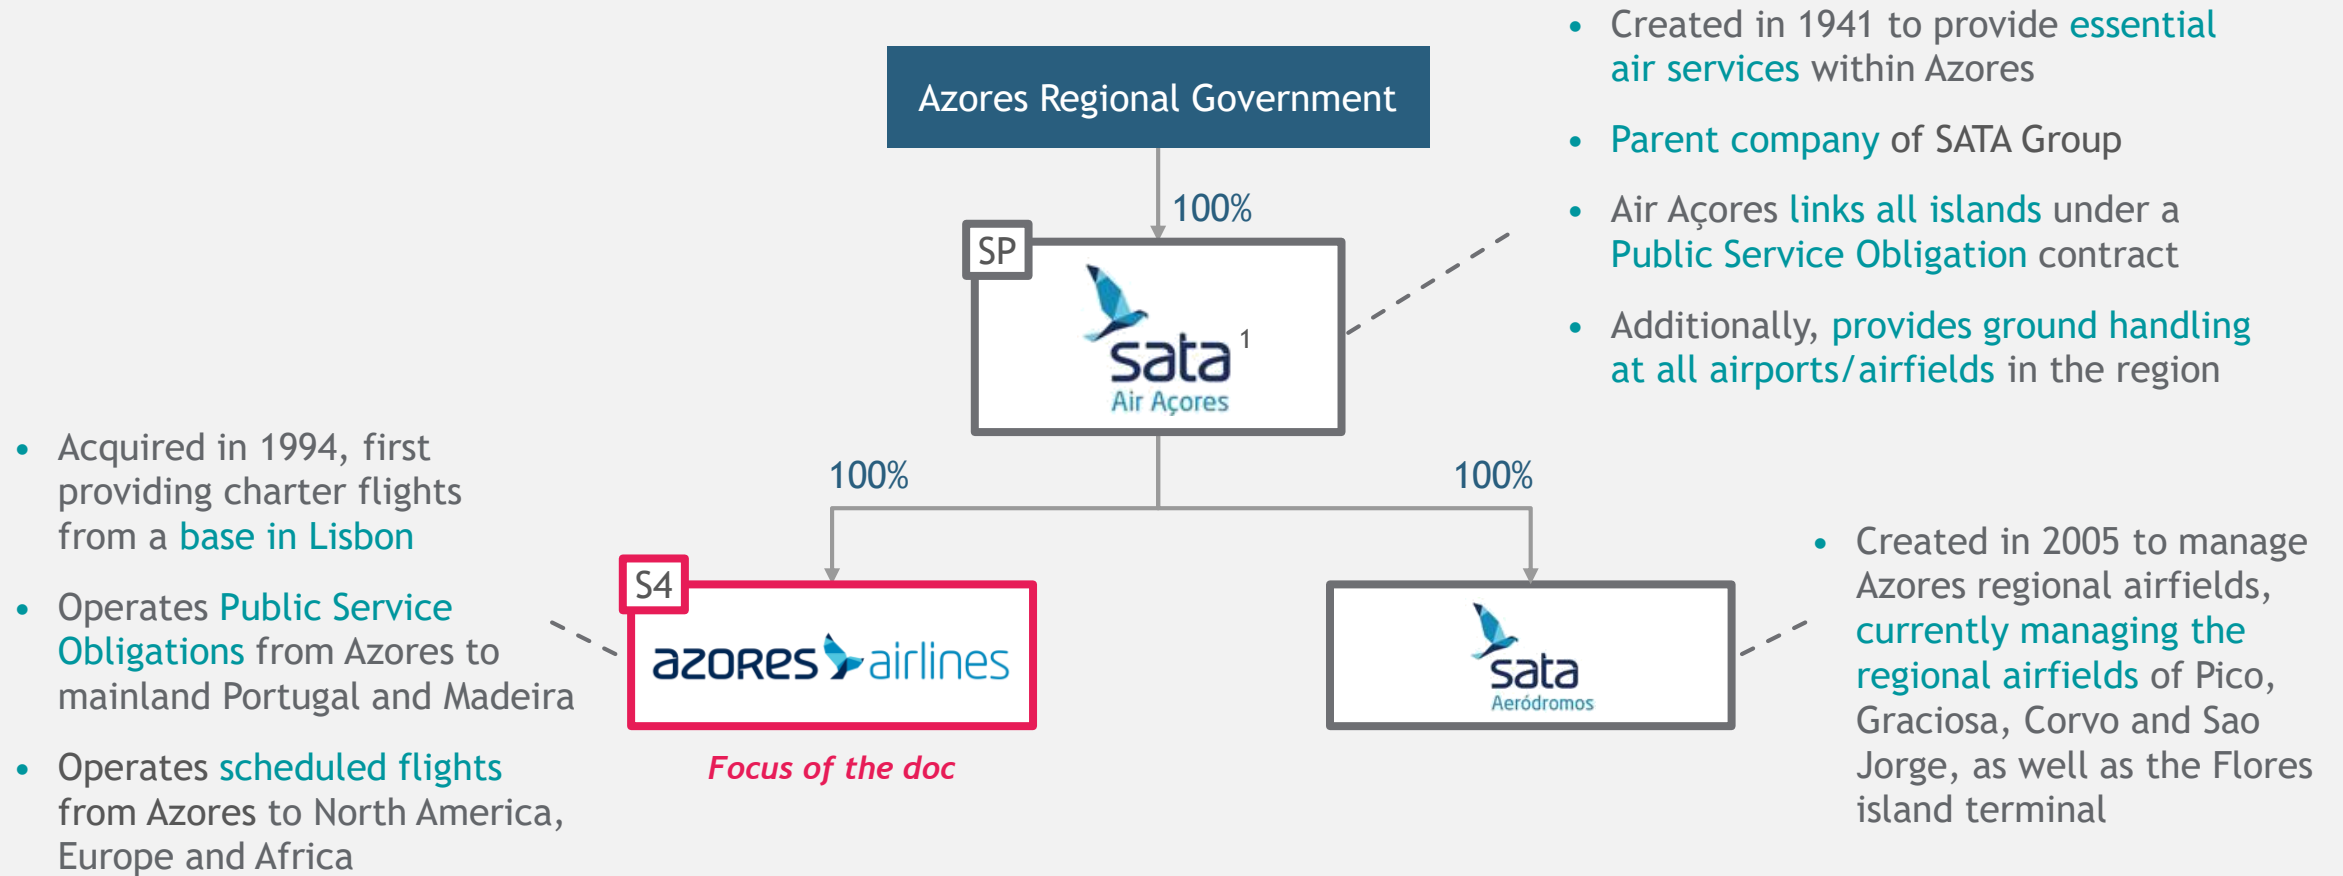 Azores Regional Government
100%
SP
sata 1
Air Açores
• Created in 1941 to provide essential
air services within Azores
• Parent company of SATA Group
• Air Açores links all islands under a
Public Service Obligation contract
• Additionally, provides ground handling
at all airports/airfields in the region
100%
100%
• Acquired in 1994, first
providing charter flights
from a base in Lisbon
• Operates Public Service
Obligations from Azores to
mainland Portugal and Madeira
• Operates scheduled flights
from Azores to North America,
Europe and Africa
S4
azores airlines
Focus of the doc
sata
Aeródromos
• Created in 2005 to manage
Azores regional airfields,
currently managing the
regional airfields of Pico,
Graciosa, Corvo and Sao
Jorge, as well as the Flores
island terminal